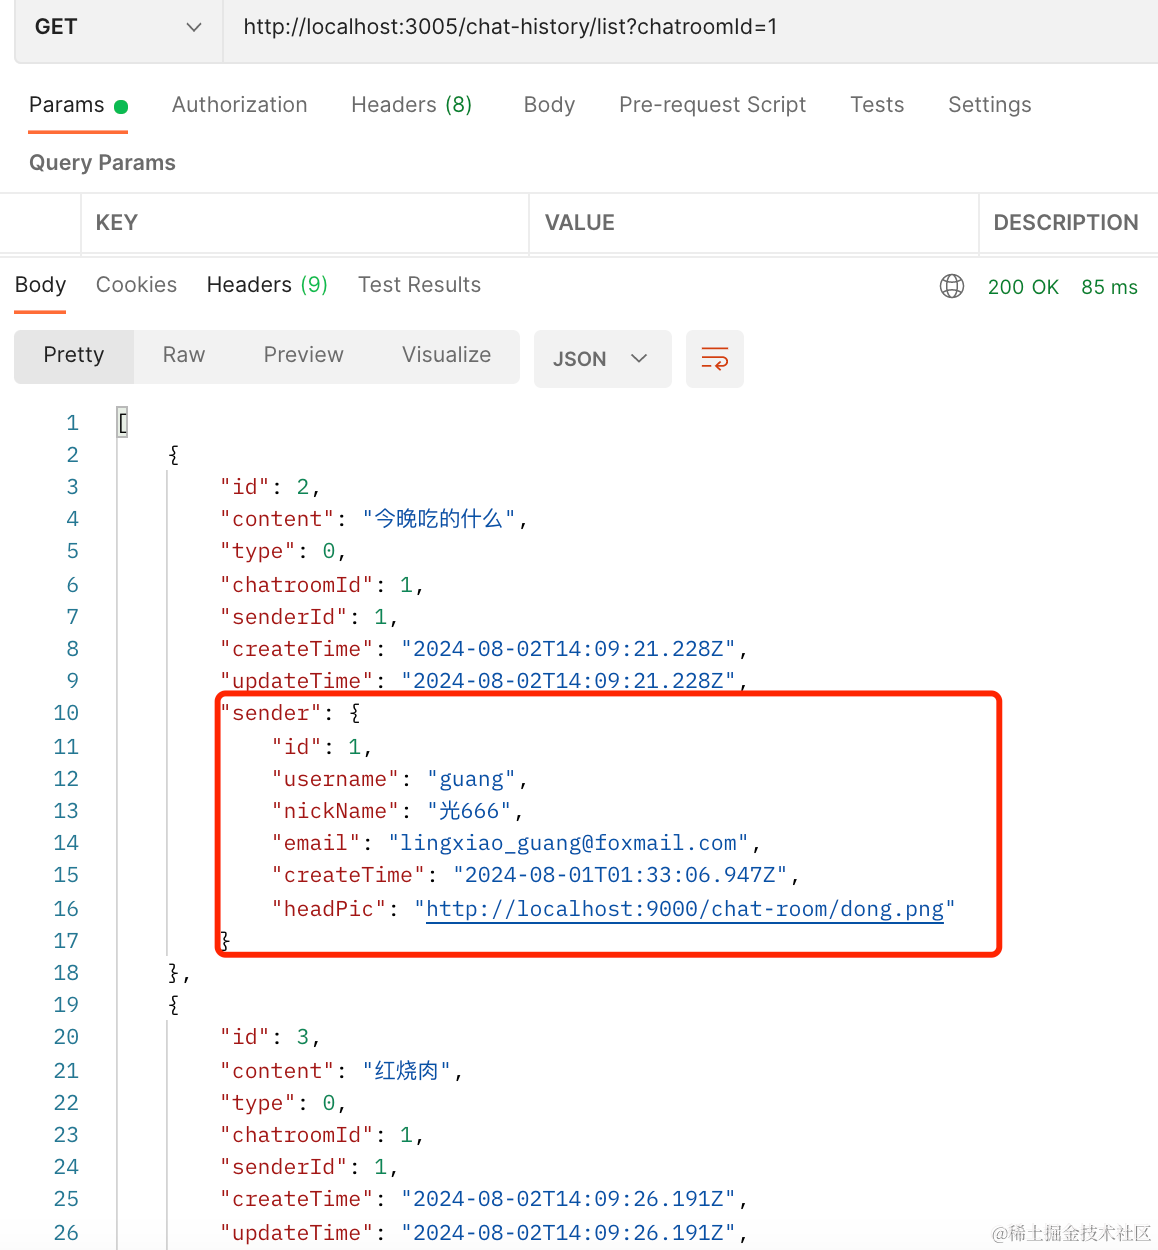 GET http://localhost:3005/chat-history/list?chatroomId=1
Params Authorization Headers (8) Body Pre-request Script Tests Settings
Query Params
KEY VALUE DESCRIPTION
Body Cookies Headers (9) Test Results 200 OK 85 ms
Pretty Raw Preview Visualize JSON
1 [
2 {
3 "id": 2,
4 "content": "今晚吃的什么",
5 "type": 0,
6 "chatroomId": 1,
7 "senderId": 1,
8 "createTime": "2024-08-02T14:09:21.228Z",
9 "updateTime": "2024-08-02T14:09:21.228Z",
10 "sender": {
11 "id": 1,
12 "username": "guang",
13 "nickName": "光666",
14 "email": "lingxiao_guang@foxmail.com",
15 "createTime": "2024-08-01T01:33:06.947Z",
16 "headPic": "http://localhost:9000/chat-room/dong.png"
17 }
18 },
19 {
20 "id": 3,
21 "content": "红烧肉",
22 "type": 0,
23 "chatroomId": 1,
24 "senderId": 1,
25 "createTime": "2024-08-02T14:09:26.191Z",
26 "updateTime": "2024-08-02T14:09:26.191Z",
@稀土掘金技术社区